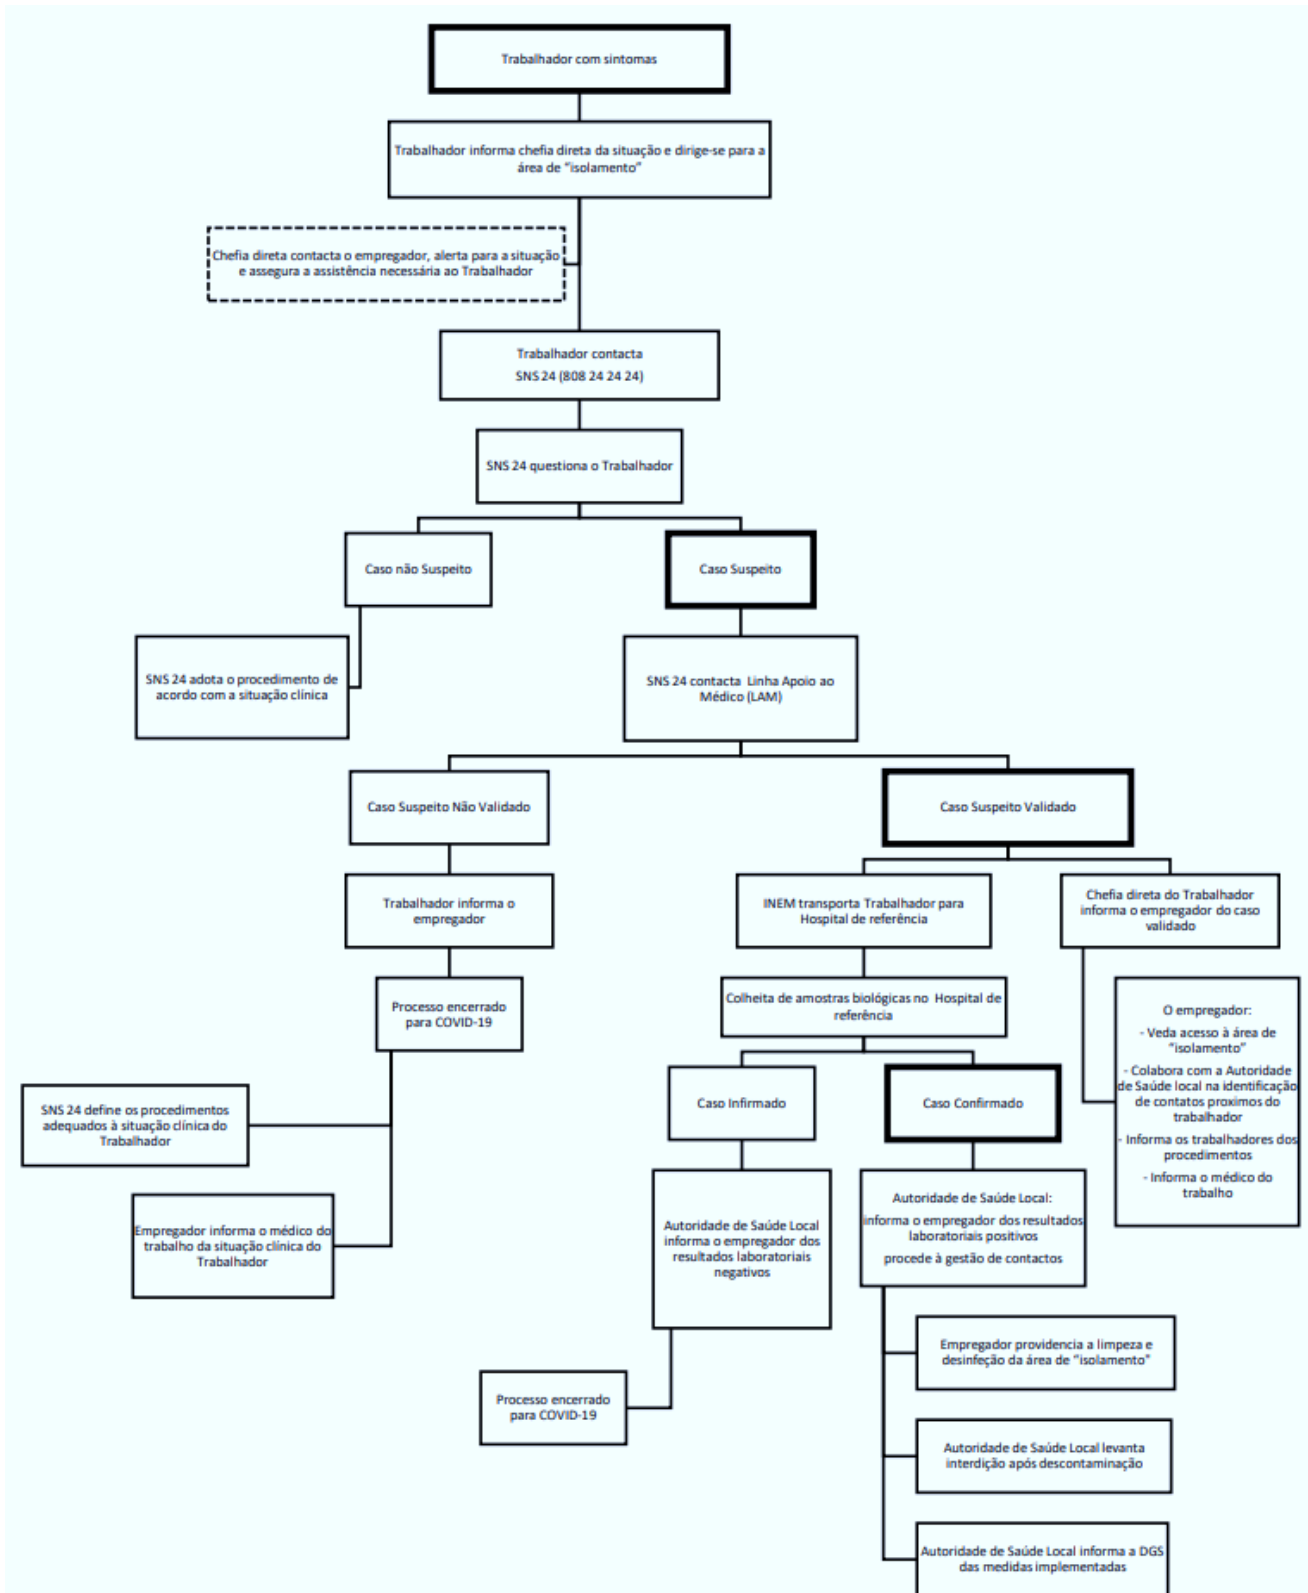 Trabalhador com sintomas
Trabalhador informa chefia direta da situação e dirige-se para a
área de “isolamento”
Chefia direta contacta o empregador, alerta para a situação
e assegura a assistência necessária ao Trabalhador
Trabalhador contacta
SNS 24 (808 24 24 24)
SNS 24 questiona o Trabalhador
Caso não Suspeito
Caso Suspeito
SNS 24 adota o procedimento de
acordo com a situação clínica
SNS 24 contacta Linha Apoio ao
Médico (LAM)
Caso Suspeito Não Validado
Caso Suspeito Validado
Trabalhador informa o
empregador
INEM transporta Trabalhador para
Hospital de referência
Chefia direta do Trabalhador
informa o empregador do caso
validado
Processo encerrado
para COVID-19
Colheita de amostras biológicas no Hospital de
referência
O empregador:
- Veda acesso à área de
“isolamento”
- Colabora com a Autoridade
de Saúde local na identificação
de contatos proximos do
trabalhador
- Informa os trabalhadores dos
procedimentos
- Informa o médico do
trabalho
SNS 24 define os procedimentos
adequados à situação clínica do
Trabalhador
Caso Infirmado
Caso Confirmado
Empregador informa o médico do
trabalho da situação clínica do
Trabalhador
Autoridade de Saúde Local
informa o empregador dos
resultados laboratoriais
negativos
Autoridade de Saúde Local:
informa o empregador dos resultados
laboratoriais positivos
procede à gestão de contactos
Processo encerrado
para COVID-19
Empregador providencia a limpeza e
desinfeção da área de “isolamento”
Autoridade de Saúde Local levanta
interdição após descontaminação
Autoridade de Saúde Local informa a DGS
das medidas implementadas